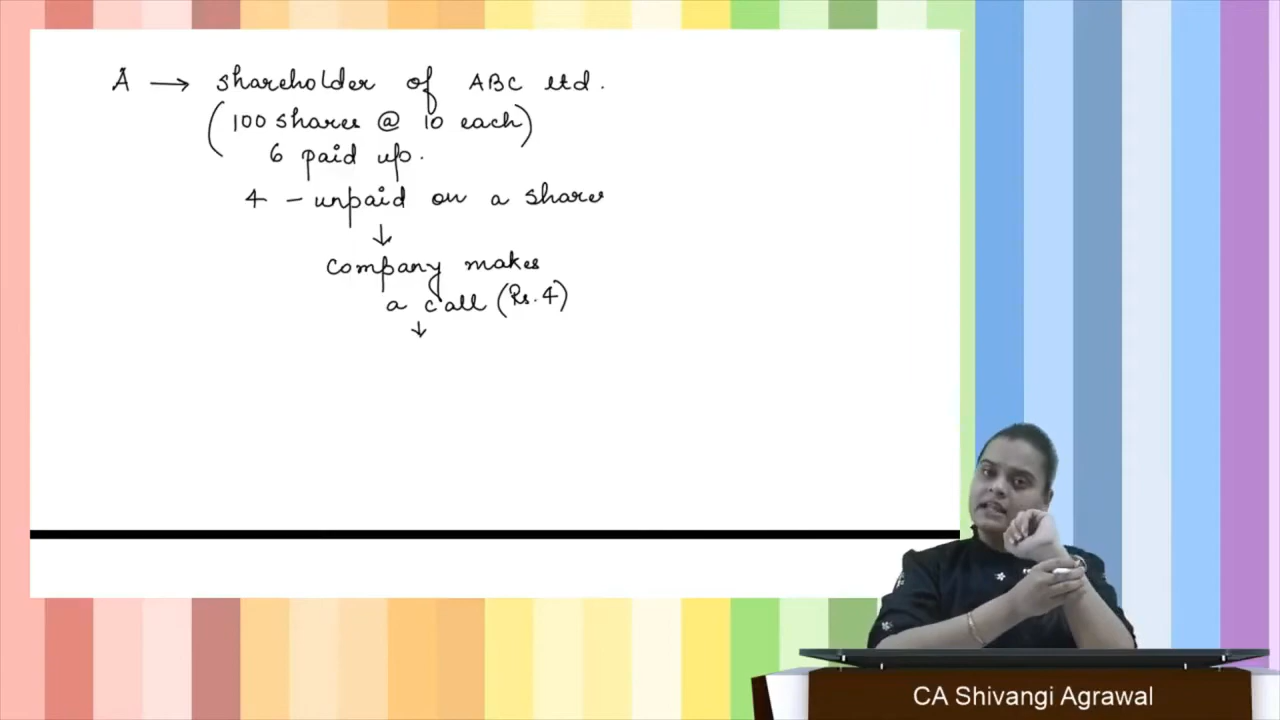 A → shareholder of ABC ltd.
(100 shares @ 10 each)
6 paid up.
4 - unpaid on a share
↓
Company makes
a call (Rs. 4)
↓
CA Shivangi Agrawal